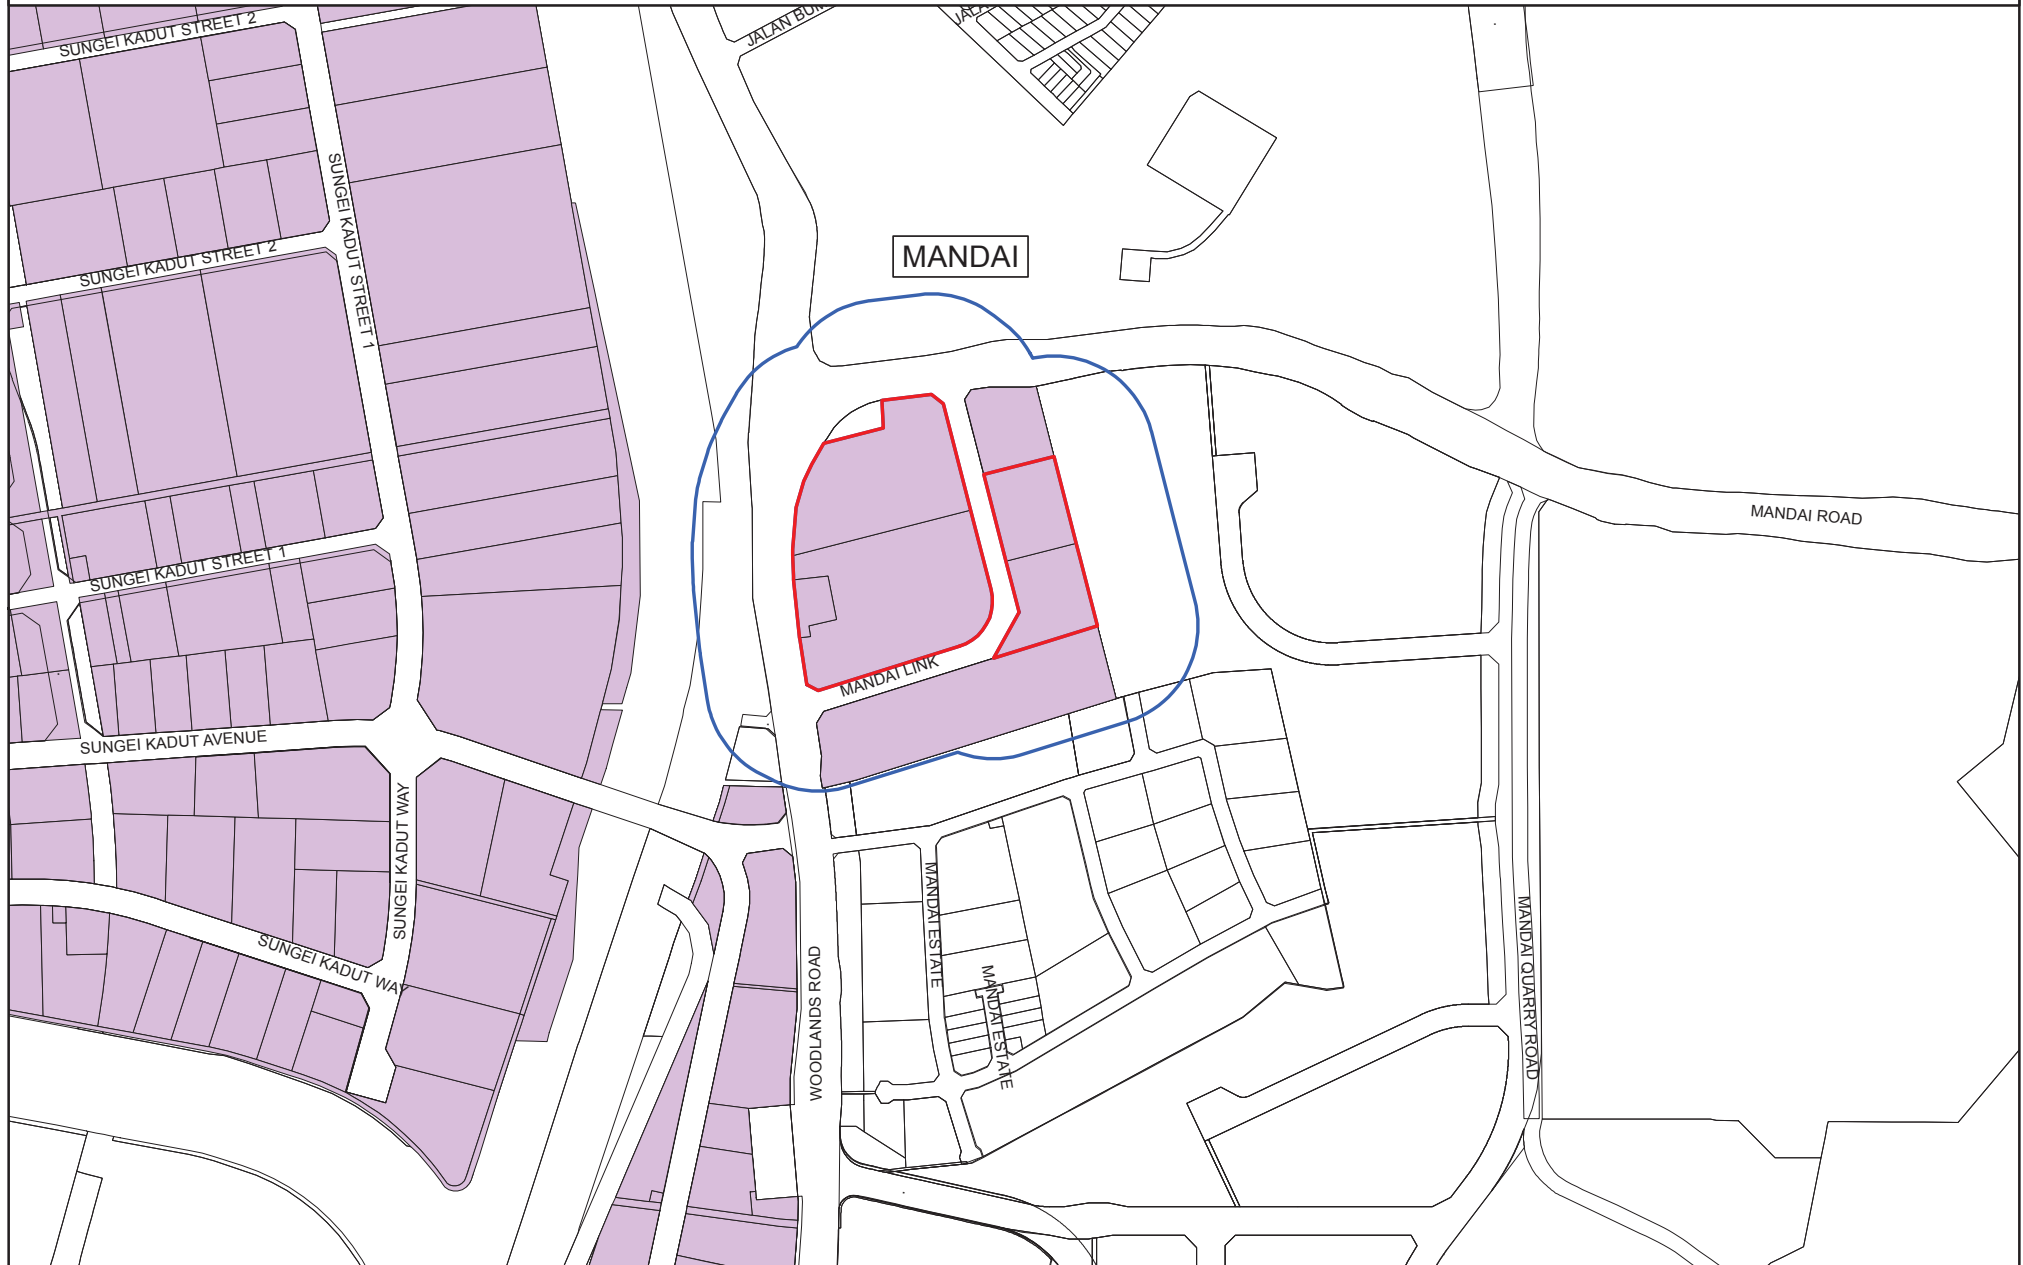 SUNGEI KADUT STREET 2
JALAN
MANDAI
SUNGEI KADUT STREET 1
SUNGEI KADUT STREET 2
MANDAI ROAD
SUNGEI KADUT STREET 1
MANDAI LINK
SUNGEI KADUT AVENUE
SUNGEI KADUT WAY
SUNGEI KADUT WAY
MANDAI ESTATE
MANDAI ESTATE
WOODLANDS ROAD
MANDAI QUARRY ROAD